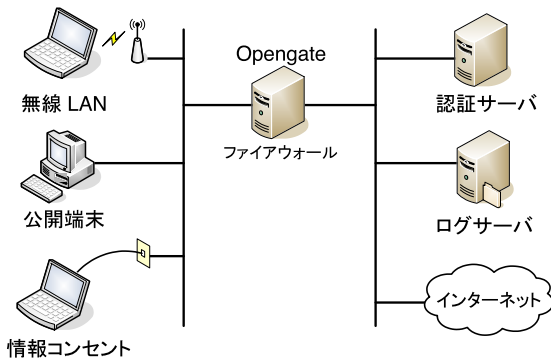 Opengate
ファイアウォール
無線 LAN
公開端末
情報コンセント
認証サーバ
ログサーバ
インターネット